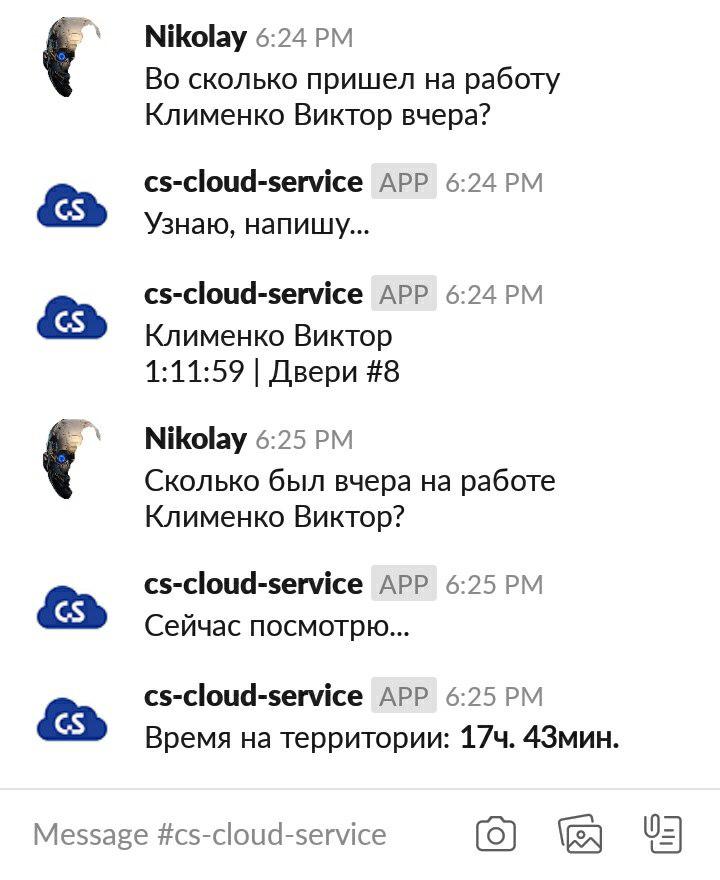 Nikolay 6:24 PM
Во сколько пришел на работу
Клименко Виктор вчера?
cs-cloud-service APP 6:24 PM
CS
Узнаю, напишу...
cs-cloud-service APP 6:24 PM
CS
Клименко Виктор
1:11:59 | Двери #8
Nikolay 6:25 PM
Сколько был вчера на работе
Клименко Виктор?
cs-cloud-service APP 6:25 PM
CS
Сейчас посмотрю...
cs-cloud-service APP 6:25 PM
CS
Время на территории: 17ч. 43мин.
Message #cs-cloud-service